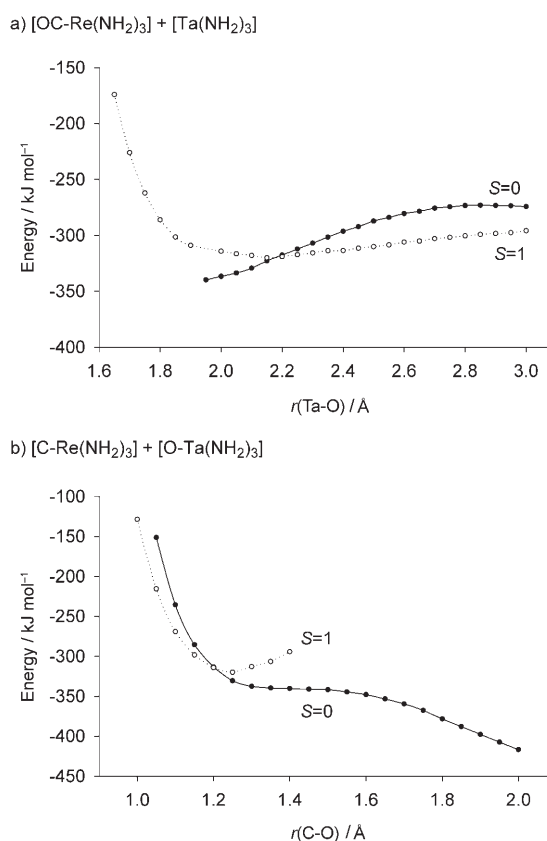 a) [OC-Re(NH₂)₃] + [Ta(NH₂)₃]
-150
-200
-250
-300
-350
-400
Energy / kJ mol⁻¹
S=0
S=1
1.6 1.8 2.0 2.2 2.4 2.6 2.8 3.0
r(Ta-O) / Å
b) [C-Re(NH₂)₃] + [O-Ta(NH₂)₃]
-100
-150
-200
-250
-300
-350
-400
-450
Energy / kJ mol⁻¹
S=1
S=0
1.0 1.2 1.4 1.6 1.8 2.0
r(C-O) / Å